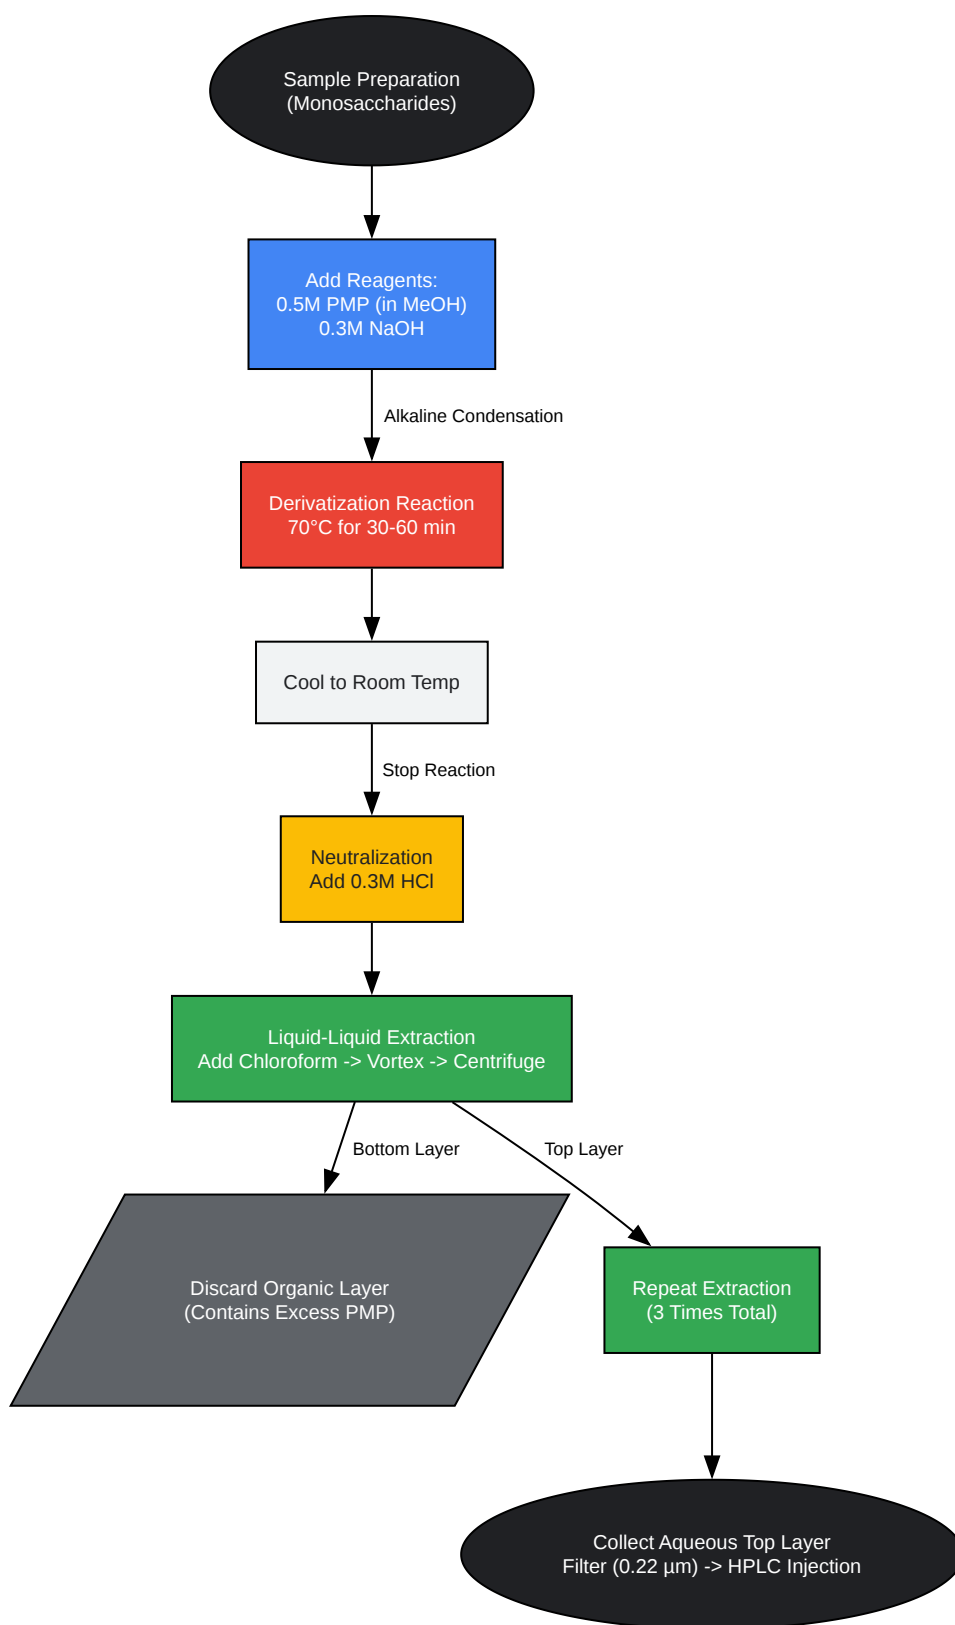 Sample Preparation
(Monosaccharides)
Add Reagents:
0.5M PMP (in MeOH)
0.3M NaOH
Alkaline Condensation
Derivatization Reaction
70°C for 30-60 min
Cool to Room Temp
Stop Reaction
Neutralization
Add 0.3M HCl
Liquid-Liquid Extraction
Add Chloroform -> Vortex -> Centrifuge
Bottom Layer
Top Layer
Discard Organic Layer
(Contains Excess PMP)
Repeat Extraction
(3 Times Total)
Collect Aqueous Top Layer
Filter (0.22 µm) -> HPLC Injection